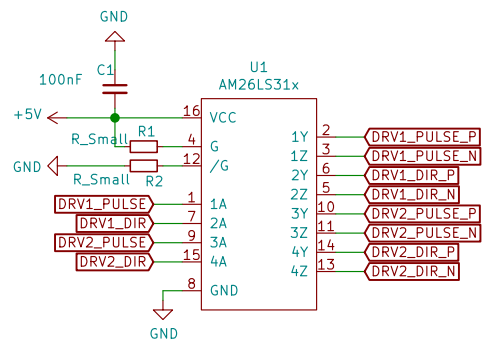 GND
U1
AM26LS31x
C1
100nF
+5V
16 VCC
R_Small R1
4 G
GND
12 /G
R_Small R2
DRV1_PULSE 1 1A
DRV1_DIR 7 2A
DRV2_PULSE 9 3A
DRV2_DIR 15 4A
8 GND
GND
1Y 2 DRV1_PULSE_P
1Z 3 DRV1_PULSE_N
2Y 6 DRV1_DIR_P
2Z 5 DRV1_DIR_N
3Y 10 DRV2_PULSE_P
3Z 11 DRV2_PULSE_N
4Y 14 DRV2_DIR_P
4Z 13 DRV2_DIR_N